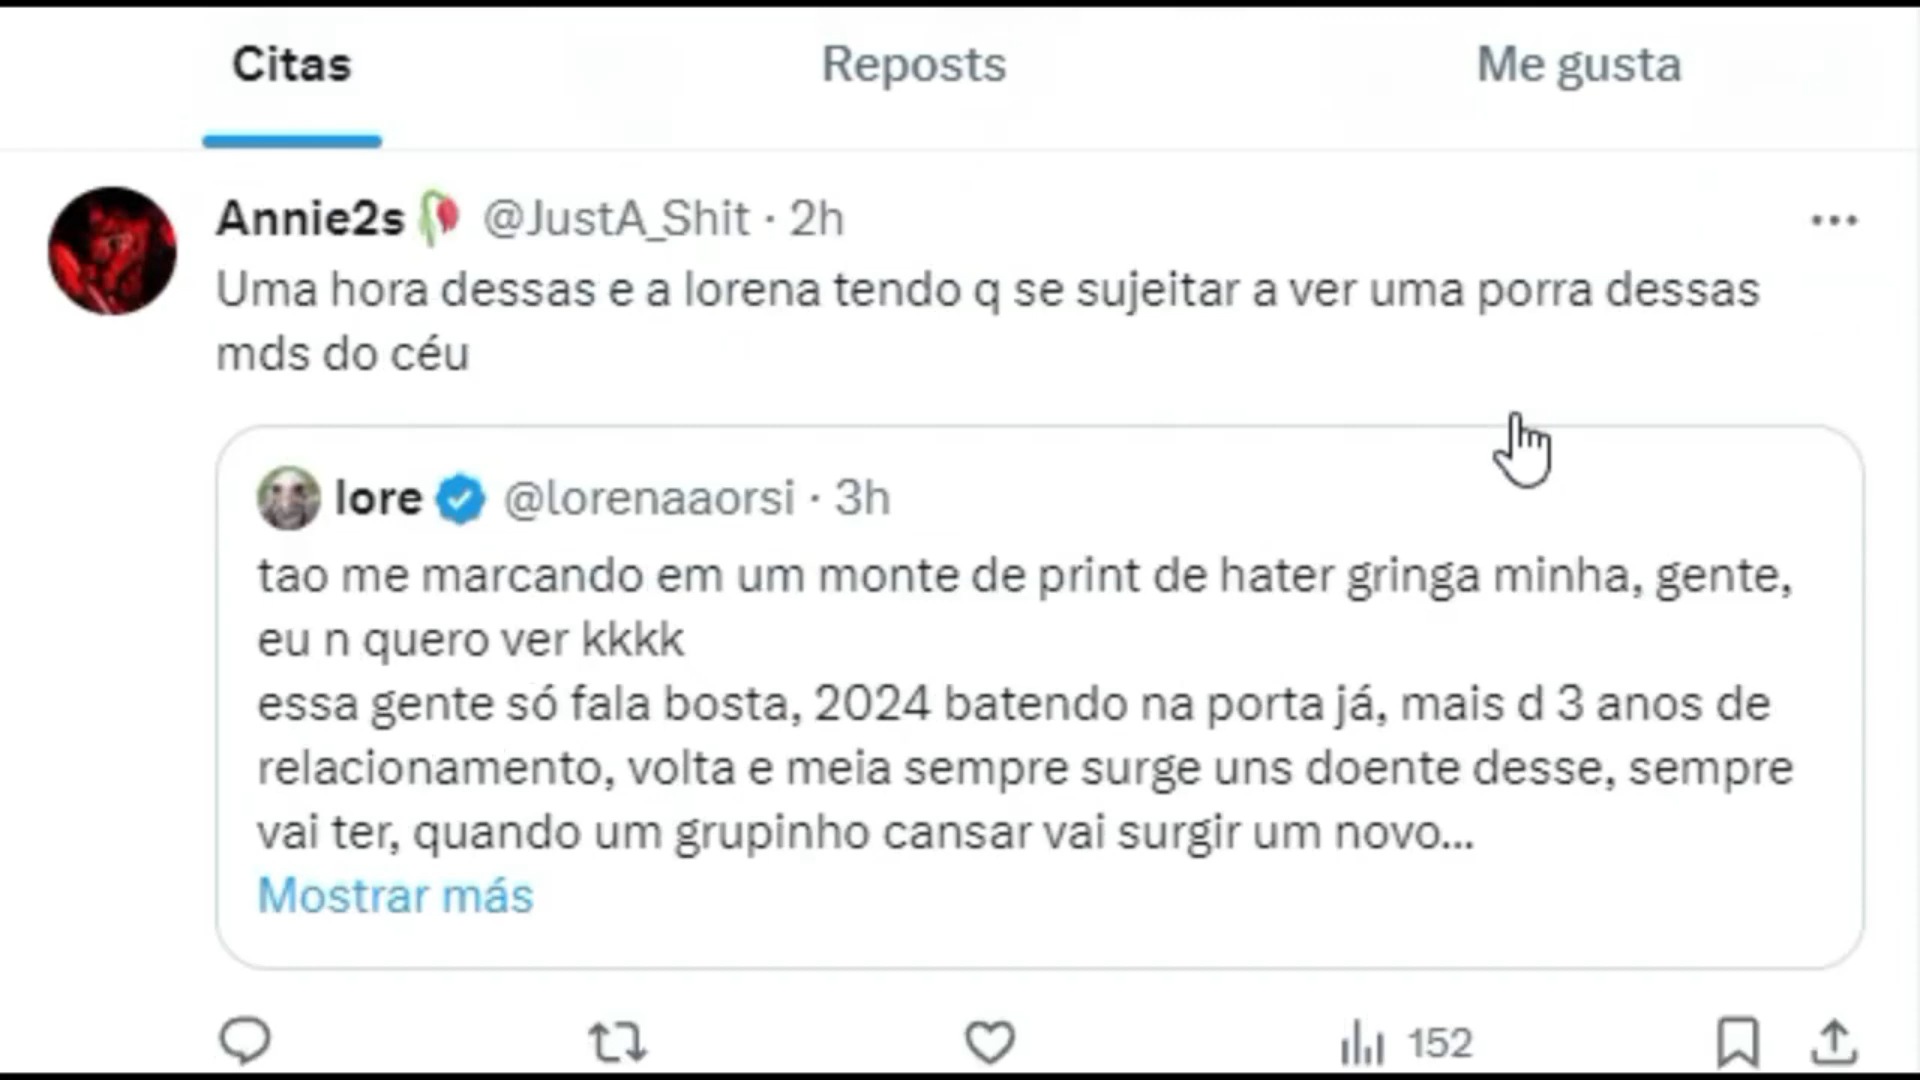 Citas Reposts Me gusta
Annie2s🥀 @JustA_Shit · 2h
Uma hora dessas e a lorena tendo q se sujeitar a ver uma porra dessas
mds do céu
lore @lorenaaorsi · 3h
tao me marcando em um monte de print de hater gringa minha, gente,
eu n quero ver kkkk
essa gente só fala bosta, 2024 batendo na porta já, mais d 3 anos de
relacionamento, volta e meia sempre surge uns doente desse, sempre
vai ter, quando um grupinho cansar vai surgir um novo...
Mostrar más
152